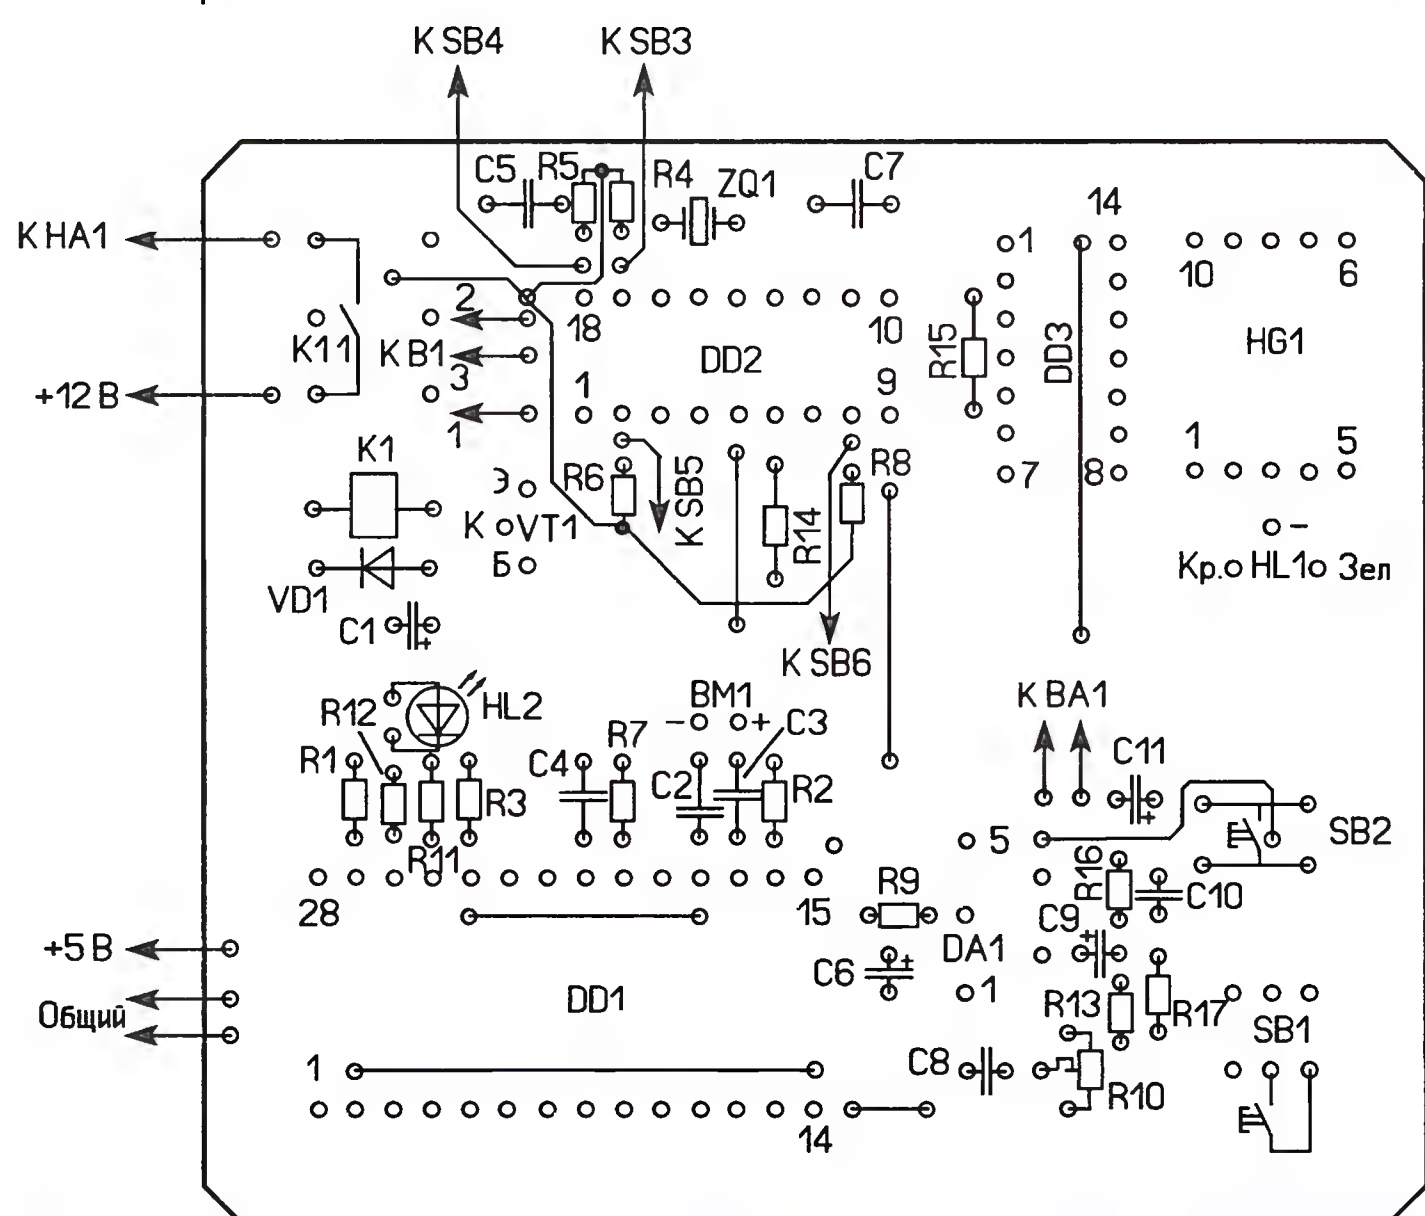 К SB4 К SB3
C5 R5 R4 ZQ1 C7
14
К HA1 1 10 6
2 18 10
К1.1 К B1 DD2 R15 DD3 HG1
+12 В 3 1 9
1 1 5
K1 Э R6 К SB5 R8 7 8
К VT1 R14 –
Б Кр. HL1 Зел
VD1
C1 +
К SB6
BM1 К BA1
R12 HL2 – + C3
R1 C4 R7 C11
R3 C2 R2 +
SB2
R11 5
R16
28 15 R9 C10
C9 +
+5 В DA1
C6 +
DD1 1
Общий R13 R17 SB1
1 C8
R10
14